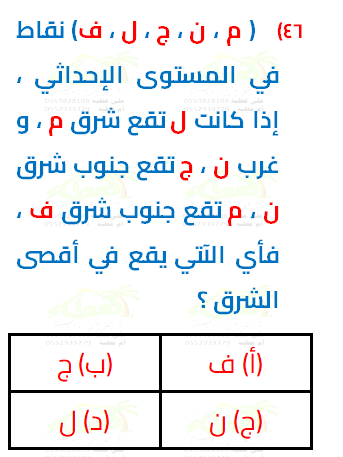 ٤٦) ( م ، ن ، ج ، ل ، ف) نقاط
في المستوى الإحداثي ،
إذا كانت ل تقع شرق م ، و
غرب ن ، ج تقع جنوب شرق
ن ، م تقع جنوب شرق ف ،
فأي الآتي يقع في أقصى
الشرق ؟
(أ) ف
(ب) ج
(ج) ن
(د) ل